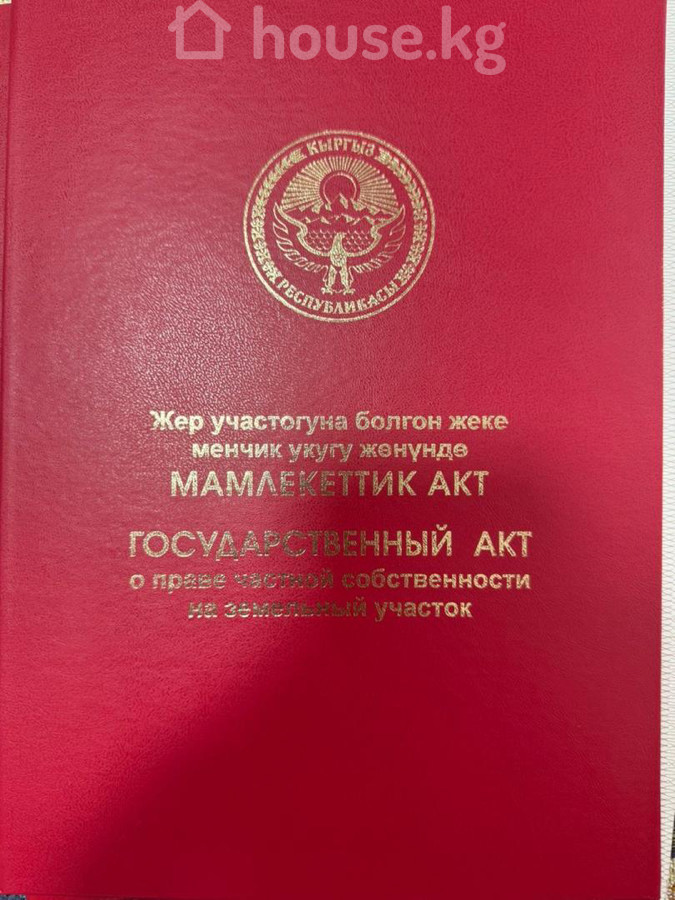 house.kg
КЫРГЫЗ
РЕСПУБЛИКАСЫ
Жер участогуна болгон жеке
менчик укугу жөнүндө
МАМЛЕКЕТТИК АКТ
ГОСУДАРСТВЕННЫЙ АКТ
о праве частной собственности
на земельный участок